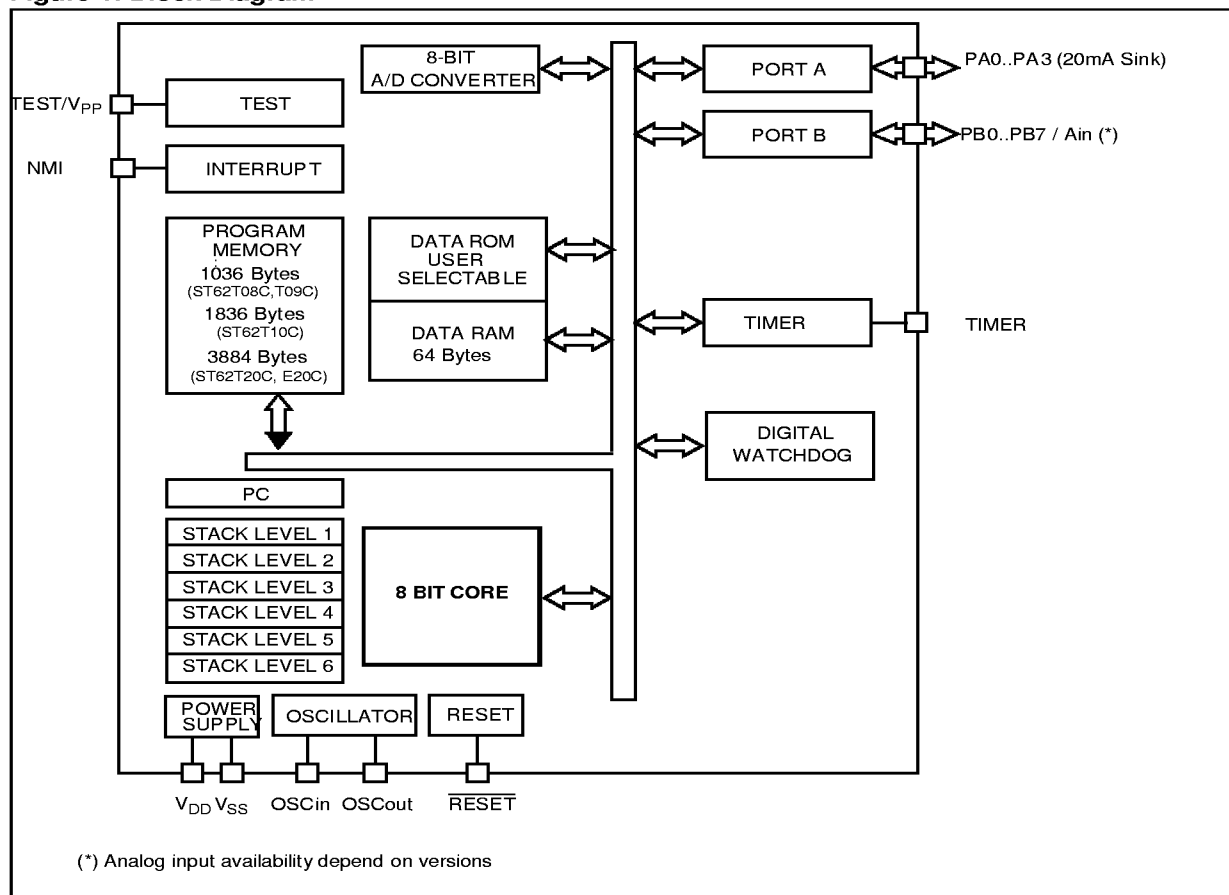 8-BIT
A/D CONVERTER
PORT A
PA0..PA3 (20mA Sink)
TEST/VPP
TEST
PORT B
PB0..PB7 / Ain (*)
NMI
INTERRUPT
PROGRAM
MEMORY
1036 Bytes
(ST62T08C,T09C)
1836 Bytes
(ST62T10C)
3884 Bytes
(ST62T20C, E20C)
DATA ROM
USER
SELECTABLE
DATA RAM
64 Bytes
TIMER
TIMER
DIGITAL
WATCHDOG
PC
STACK LEVEL 1
STACK LEVEL 2
STACK LEVEL 3
STACK LEVEL 4
STACK LEVEL 5
STACK LEVEL 6
8 BIT CORE
POWER
SUPPLY
OSCILLATOR
RESET
VDD
VSS
OSCin
OSCout
RESET
(*) Analog input availability depend on versions